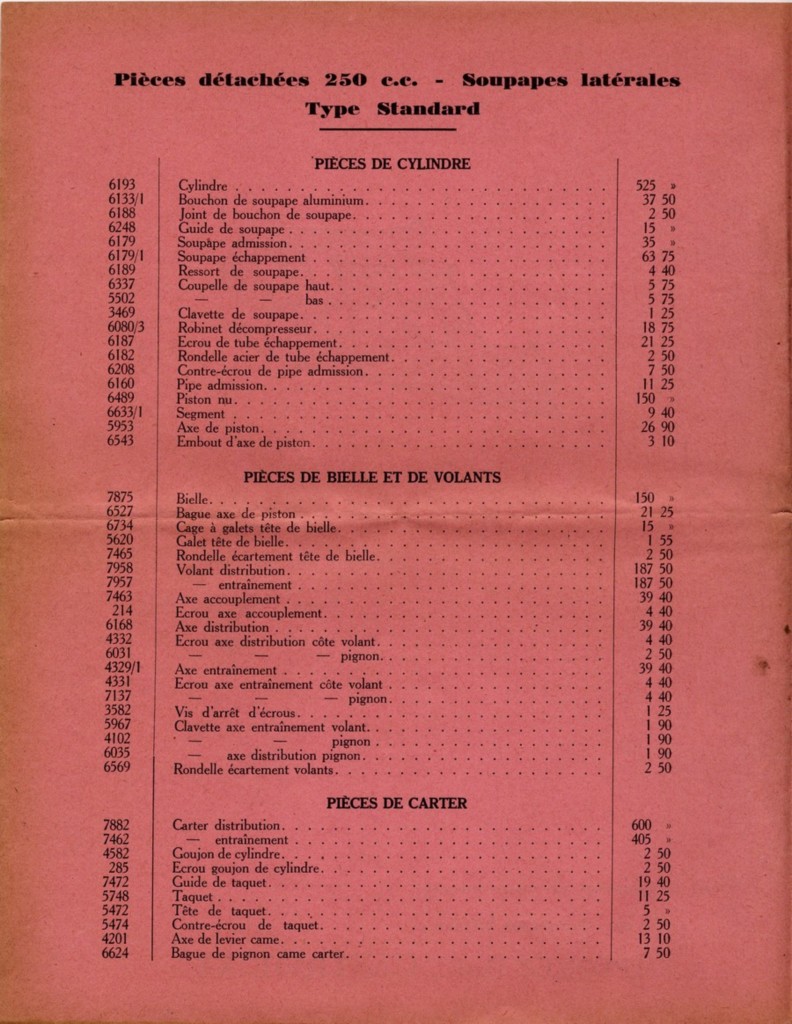 Pièces détachées 250 c.c. - Soupapes latérales
Type Standard
PIÈCES DE CYLINDRE
6193 Cylindre . . . . . . . . . . 525 »
6133/1 Bouchon de soupape aluminium. . . . . . . . . . 37 50
6188 Joint de bouchon de soupape. . . . . . . . . . 2 50
6248 Guide de soupape . . . . . . . . . . 15 »
6179 Soupape admission. . . . . . . . . . 35 »
6179/1 Soupape échappement . . . . . . . . . . 63 75
6189 Ressort de soupape. . . . . . . . . . 4 40
6337 Coupelle de soupape haut. . . . . . . . . . 5 75
5502 — — bas . . . . . . . . . . 5 75
3469 Clavette de soupape. . . . . . . . . . 1 25
6080/3 Robinet décompresseur. . . . . . . . . . 18 75
6187 Ecrou de tube échappement. . . . . . . . . . 21 25
6182 Rondelle acier de tube échappement. . . . . . . . . . 2 50
6208 Contre-écrou de pipe admission. . . . . . . . . . 7 50
6160 Pipe admission. . . . . . . . . . 11 25
6489 Piston nu. . . . . . . . . . 150 »
6633/1 Segment . . . . . . . . . . 9 40
5953 Axe de piston. . . . . . . . . . 26 90
6543 Embout d'axe de piston. . . . . . . . . . 3 10
PIÈCES DE BIELLE ET DE VOLANTS
7875 Bielle. . . . . . . . . . 150 »
6527 Bague axe de piston . . . . . . . . . . 21 25
6734 Cage à galets tête de bielle. . . . . . . . . . 15 »
5620 Galet tête de bielle. . . . . . . . . . 1 55
7465 Rondelle écartement tête de bielle. . . . . . . . . . 2 50
7958 Volant distribution. . . . . . . . . . 187 50
7957 — entraînement . . . . . . . . . . 187 50
7463 Axe accouplement . . . . . . . . . . 39 40
214 Ecrou axe accouplement. . . . . . . . . . 4 40
6168 Axe distribution . . . . . . . . . . 39 40
4332 Ecrou axe distribution côte volant. . . . . . . . . . 4 40
6031 — — — pignon. . . . . . . . . . 2 50
4329/1 Axe entraînement . . . . . . . . . . 39 40
4331 Ecrou axe entraînement côte volant . . . . . . . . . . 4 40
7137 — — — pignon. . . . . . . . . . 4 40
3582 Vis d'arrêt d'écrous. . . . . . . . . . 1 25
5967 Clavette axe entraînement volant. . . . . . . . . . 1 90
4102 — — pignon . . . . . . . . . . 1 90
6035 — axe distribution pignon. . . . . . . . . . 1 90
6569 Rondelle écartement volants. . . . . . . . . . 2 50
PIÈCES DE CARTER
7882 Carter distribution. . . . . . . . . . 600 »
7462 — entraînement . . . . . . . . . . 405 »
4582 Goujon de cylindre. . . . . . . . . . 2 50
285 Ecrou goujon de cylindre. . . . . . . . . . 2 50
7472 Guide de taquet. . . . . . . . . . 19 40
5748 Taquet . . . . . . . . . . 11 25
5472 Tête de taquet. . . . . . . . . . 5 »
5474 Contre-écrou de taquet. . . . . . . . . . 2 50
4201 Axe de levier came. . . . . . . . . . 13 10
6624 Bague de pignon came carter. . . . . . . . . . 7 50